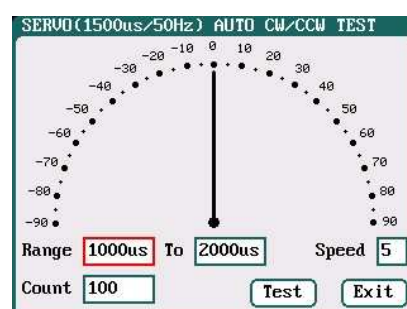 SERVO(1500us/50Hz) AUTO CW/CCW TEST
-90 -80 -70 -60 -50 -40 -30 -20 -10 0 10 20 30 40 50 60 70 80 90
Range 1000us To 2000us Speed 5
Count 100 Test Exit